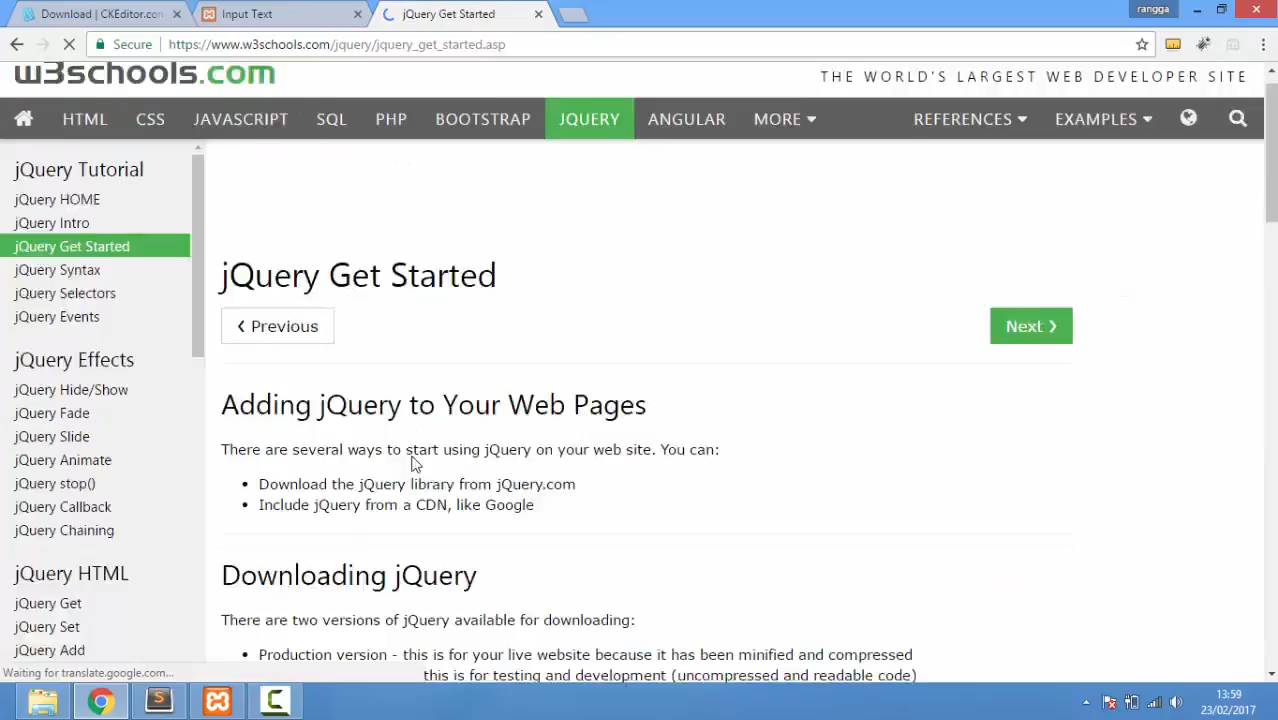 Download | CKEditor.con
Input Text
jQuery Get Started
rangga
Secure
https://www.w3schools.com/jquery/jquery_get_started.asp
w3schools.com
THE WORLD'S LARGEST WEB DEVELOPER SITE
HTML CSS JAVASCRIPT SQL PHP BOOTSTRAP JQUERY ANGULAR MORE REFERENCES EXAMPLES
jQuery Tutorial
jQuery HOME
jQuery Intro
jQuery Get Started
jQuery Syntax
jQuery Selectors
jQuery Events
jQuery Effects
jQuery Hide/Show
jQuery Fade
jQuery Slide
jQuery Animate
jQuery stop()
jQuery Callback
jQuery Chaining
jQuery HTML
jQuery Get
jQuery Set
jQuery Add
jQuery Get Started
❮ Previous
Next ❯
Adding jQuery to Your Web Pages
There are several ways to start using jQuery on your web site. You can:
• Download the jQuery library from jQuery.com
• Include jQuery from a CDN, like Google
Downloading jQuery
There are two versions of jQuery available for downloading:
• Production version - this is for your live website because it has been minified and compressed
this is for testing and development (uncompressed and readable code)
Waiting for translate.google.com...
13:59
23/02/2017